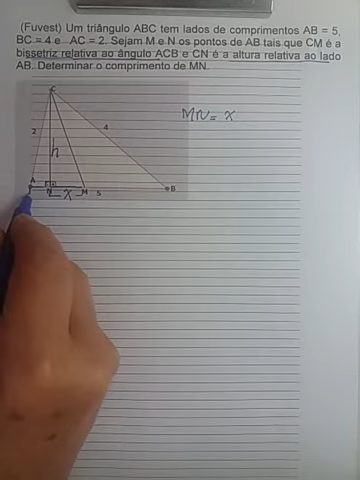 (Fuvest) Um triângulo ABC tem lados de comprimentos AB = 5,
BC = 4 e AC = 2. Sejam M e N os pontos de AB tais que CM é a
bissetriz relativa ao ângulo ACB e CN é a altura relativa ao lado
AB. Determinar o comprimento de MN.
MN = x
C
2
4
h
A
N
x
M
5
B